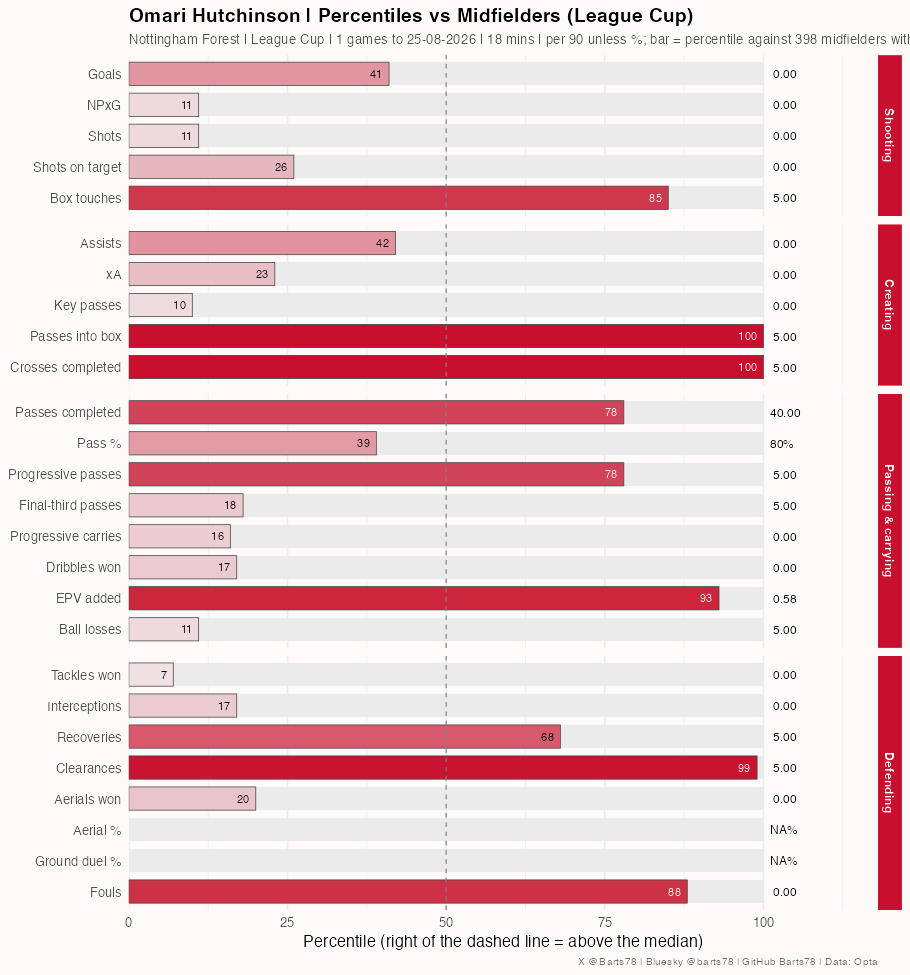 Omari Hutchinson | Percentiles vs Midfielders (League Cup)
Nottingham Forest | League Cup | 1 games to 25-08-2026 | 18 mins | per 90 unless %; bar = percentile against 398 midfielders with
Goals 41 0.00
NPxG 11 0.00
Shots 11 0.00
Shots on target 26 0.00
Box touches 85 5.00
Shooting
Assists 42 0.00
xA 23 0.00
Key passes 10 0.00
Passes into box 100 5.00
Crosses completed 100 5.00
Creating
Passes completed 78 40.00
Pass % 39 80%
Progressive passes 78 5.00
Final-third passes 18 5.00
Progressive carries 16 0.00
Dribbles won 17 0.00
EPV added 93 0.58
Ball losses 11 5.00
Passing & carrying
Tackles won 7 0.00
Interceptions 17 0.00
Recoveries 68 5.00
Clearances 99 5.00
Aerials won 20 0.00
Aerial % NA%
Ground duel % NA%
Fouls 88 0.00
Defending
0 25 50 75 100
Percentile (right of the dashed line = above the median)
X @Barts78 | Bluesky @barts78 | GitHub Barts78 | Data: Opta